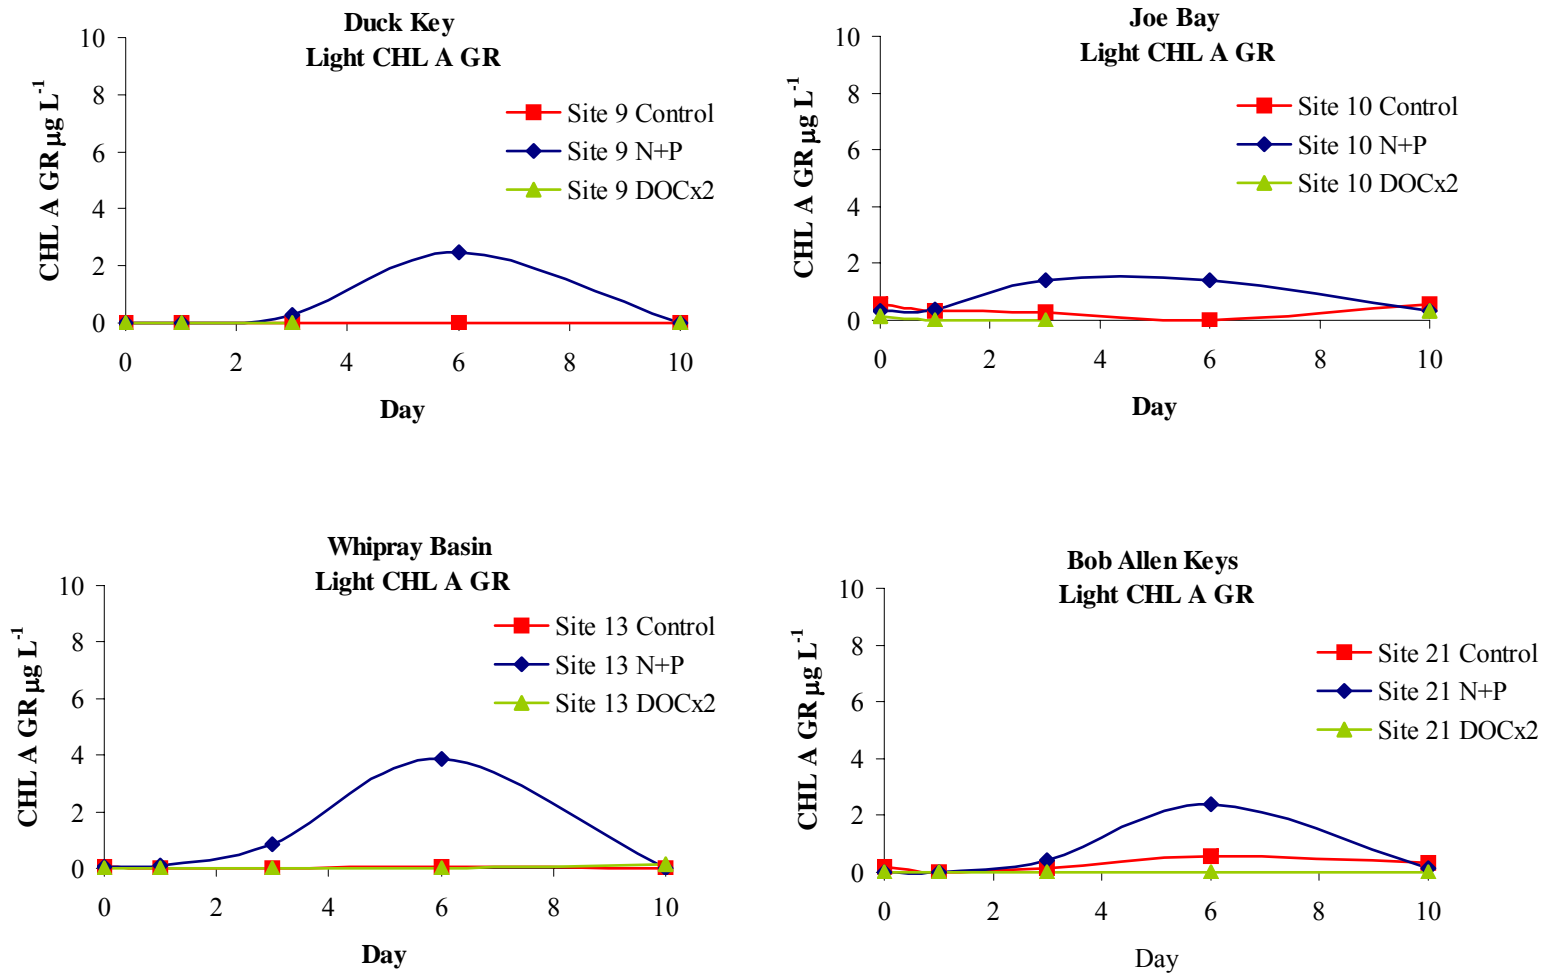 Duck Key
Light CHL A GR
CHL A GR µg L-1
10
8
6
4
2
0
Site 9 Control
Site 9 N+P
Site 9 DOCx2
0 2 4 6 8 10
Day
Joe Bay
Light CHL A GR
CHL A GR µg L-1
10
8
6
4
2
0
Site 10 Control
Site 10 N+P
Site 10 DOCx2
0 2 4 6 8 10
Day
Whipray Basin
Light CHL A GR
CHL A GR µg L-1
10
8
6
4
2
0
Site 13 Control
Site 13 N+P
Site 13 DOCx2
0 2 4 6 8 10
Day
Bob Allen Keys
Light CHL A GR
CHL A GR µg L-1
10
8
6
4
2
0
Site 21 Control
Site 21 N+P
Site 21 DOCx2
0 2 4 6 8 10
Day